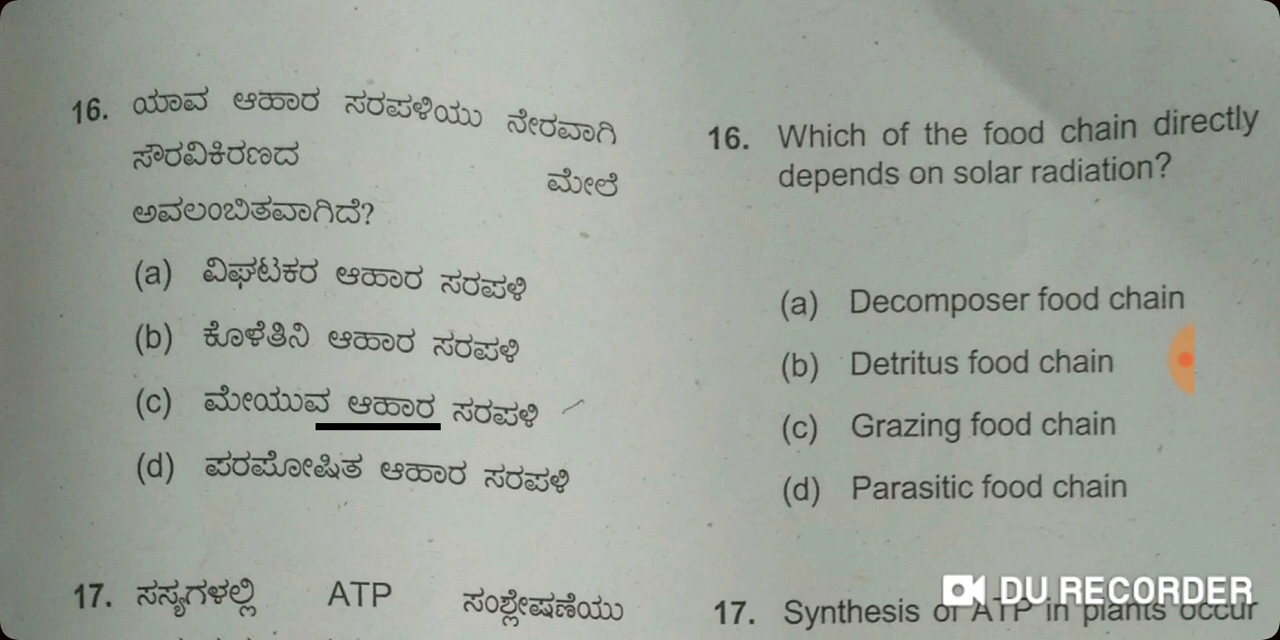 16. ಯಾವ ಆಹಾರ ಸರಪಳಿಯು ನೇರವಾಗಿ
ಸೌರವಿಕಿರಣದ ಮೇಲೆ
ಅವಲಂಬಿತವಾಗಿದೆ?
(a) ವಿಘಟಕರ ಆಹಾರ ಸರಪಳಿ
(b) ಕೊಳೆತಿನಿ ಆಹಾರ ಸರಪಳಿ
(c) ಮೇಯುವ ಆಹಾರ ಸರಪಳಿ
(d) ಪರಪೋಷಿತ ಆಹಾರ ಸರಪಳಿ
17. ಸಸ್ಯಗಳಲ್ಲಿ ATP ಸಂಶ್ಲೇಷಣೆಯು
16. Which of the food chain directly
depends on solar radiation?
(a) Decomposer food chain
(b) Detritus food chain
(c) Grazing food chain
(d) Parasitic food chain
17. Synthesis of ATP in plants occur
DU RECORDER